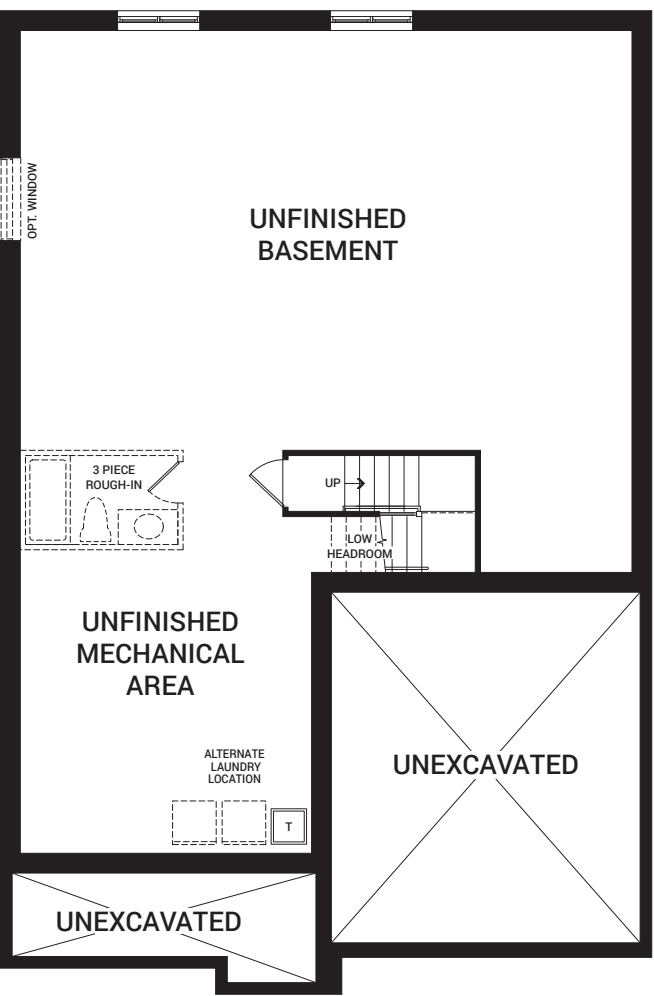 OPT. WINDOW
UNFINISHED
BASEMENT
3 PIECE
ROUGH-IN
UP
LOW
HEADROOM
UNFINISHED
MECHANICAL
AREA
ALTERNATE
LAUNDRY
LOCATION
T
UNEXCAVATED
UNEXCAVATED